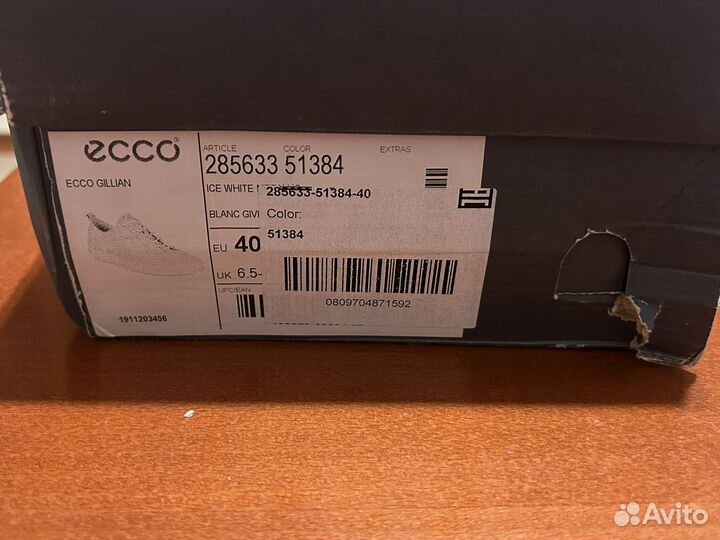 ecco®
ECCO GILLIAN
1911203456
ARTICLE COLOR EXTRAS
285633 51384
ICE WHITE
BLANC GIV
EU 40
UK 6.5-
UPC/EAN
285633-51384-40
Color:
51384
0809704871592
Avito